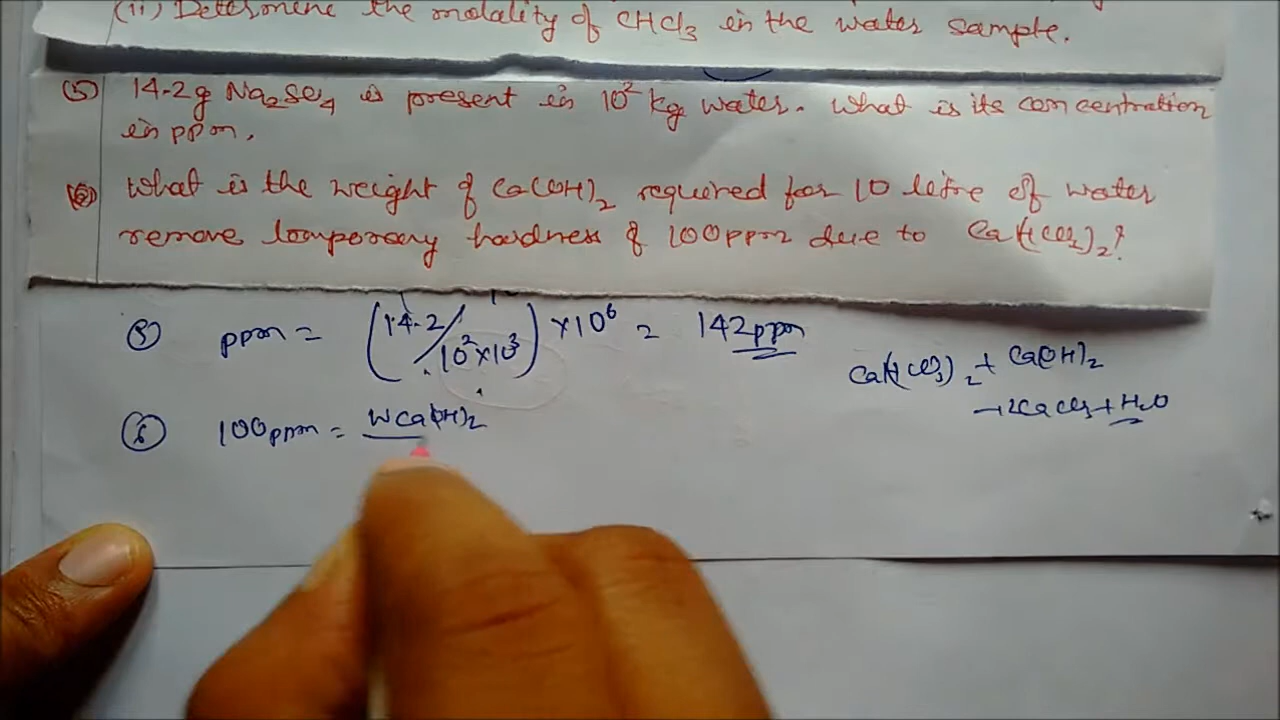 (ii) Determine the molality of CHCl3 in the water sample.
(5) 14.2g Na2SO4 is present in 10² kg water. What is its concentration
in ppm.
(6) What is the weight of Ca(OH)2 required for 10 litre of water
remove temporary hardness of 100ppm due to Ca(HCO3)2?
(5) ppm = (14.2/10²×10³) ×10⁶ = 142ppm
Ca(HCO3)2 + Ca(OH)2
→2CaCO3 + H2O
(6) 100ppm = WCa(OH)2